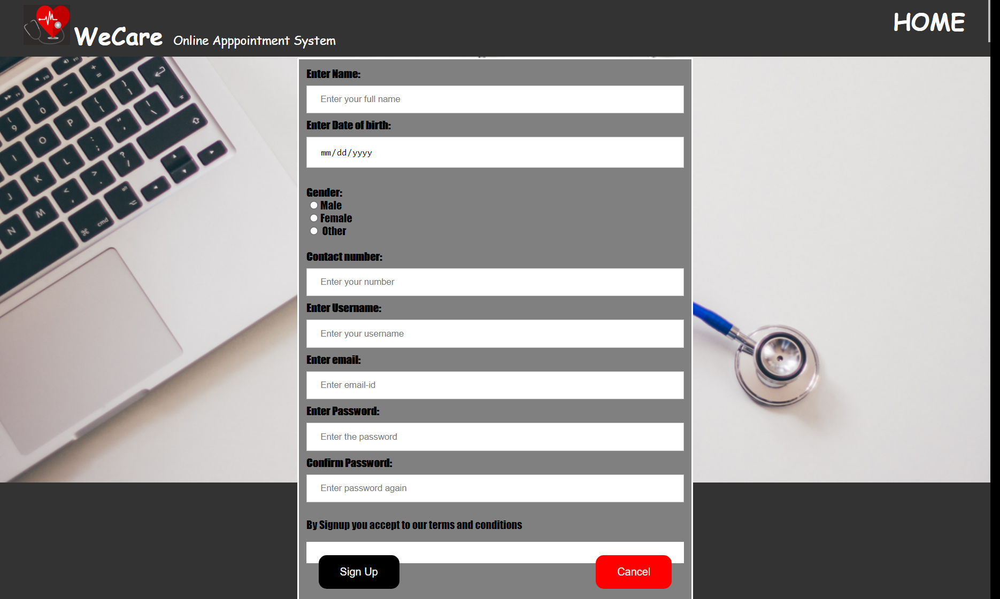 WeCare Online Apppointment System
HOME
Enter Name:
Enter your full name
Enter Date of birth:
mm/dd/yyyy
Gender:
Male
Female
Other
Contact number:
Enter your number
Enter Username:
Enter your username
Enter email:
Enter email-id
Enter Password:
Enter the password
Confirm Password:
Enter password again
By Signup you accept to our terms and conditions
Sign Up
Cancel